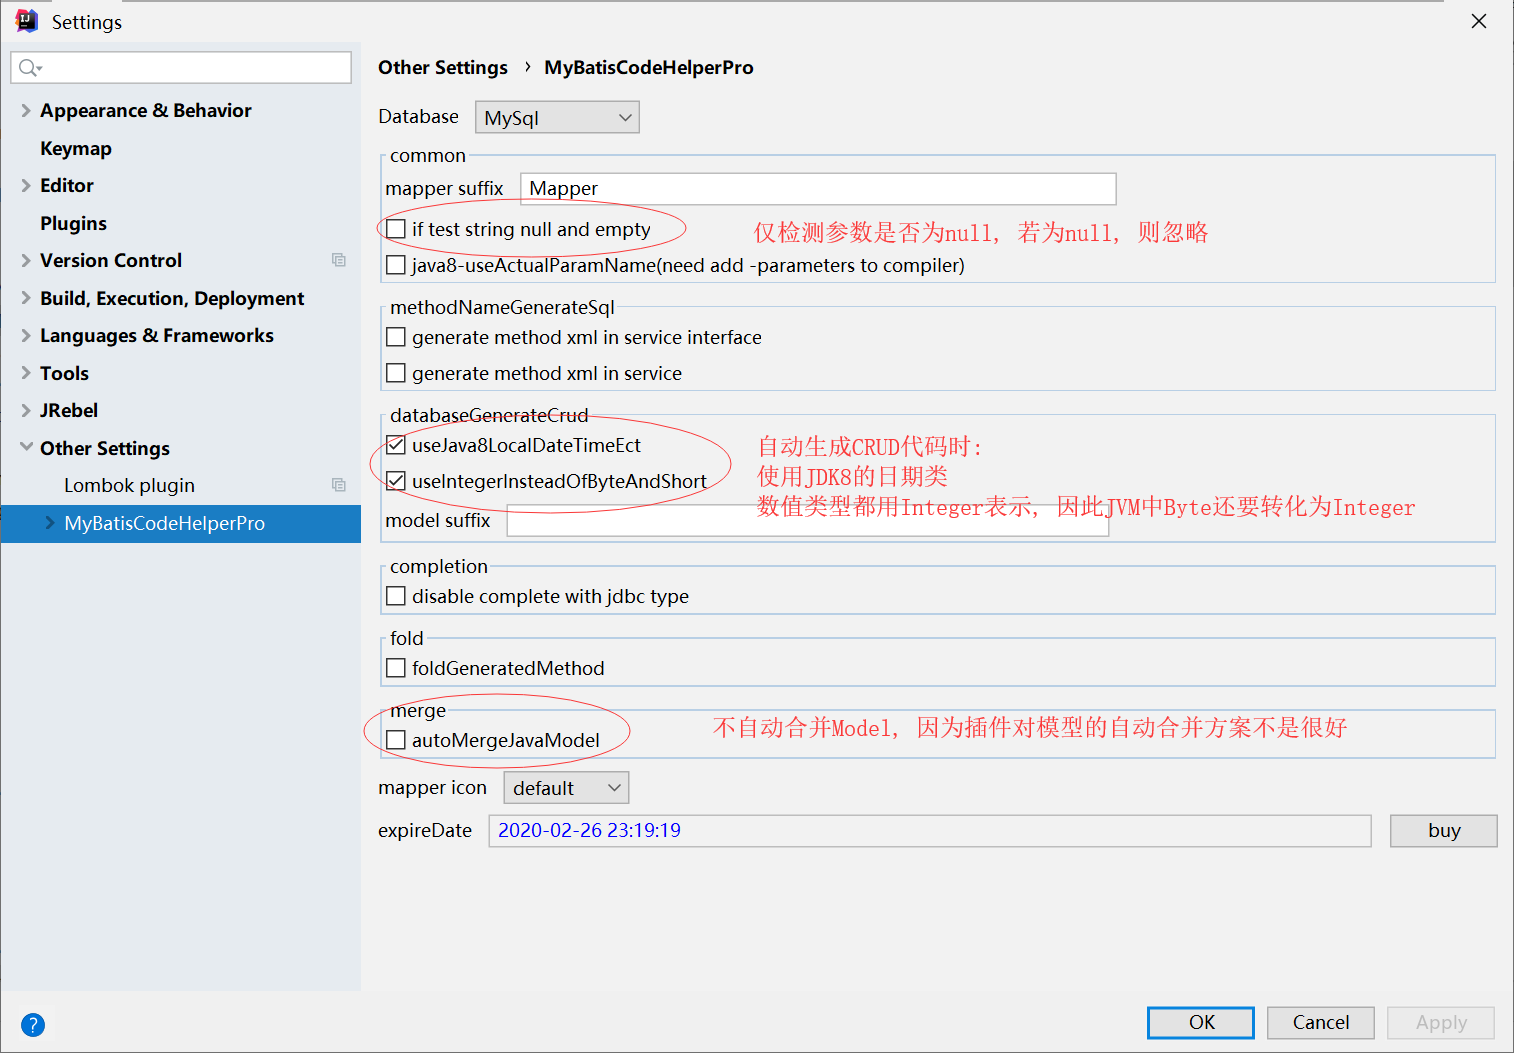 Settings
Appearance & Behavior
Keymap
Editor
Plugins
Version Control
Build, Execution, Deployment
Languages & Frameworks
Tools
JRebel
Other Settings
Lombok plugin
MyBatisCodeHelperPro
Other Settings › MyBatisCodeHelperPro
Database MySql
common
mapper suffix Mapper
if test string null and empty 仅检测参数是否为null, 若为null, 则忽略
java8-useActualParamName(need add -parameters to compiler)
methodNameGenerateSql
generate method xml in service interface
generate method xml in service
databaseGenerateCrud
useJava8LocalDateTimeEct 自动生成CRUD代码时:
使用JDK8的日期类
useIntegerInsteadOfByteAndShort
数值类型都用Integer表示, 因此JVM中Byte还要转化为Integer
model suffix
completion
disable complete with jdbc type
fold
foldGeneratedMethod
merge
autoMergeJavaModel 不自动合并Model, 因为插件对模型的自动合并方案不是很好
mapper icon default
expireDate 2020-02-26 23:19:19 buy
? OK Cancel Apply